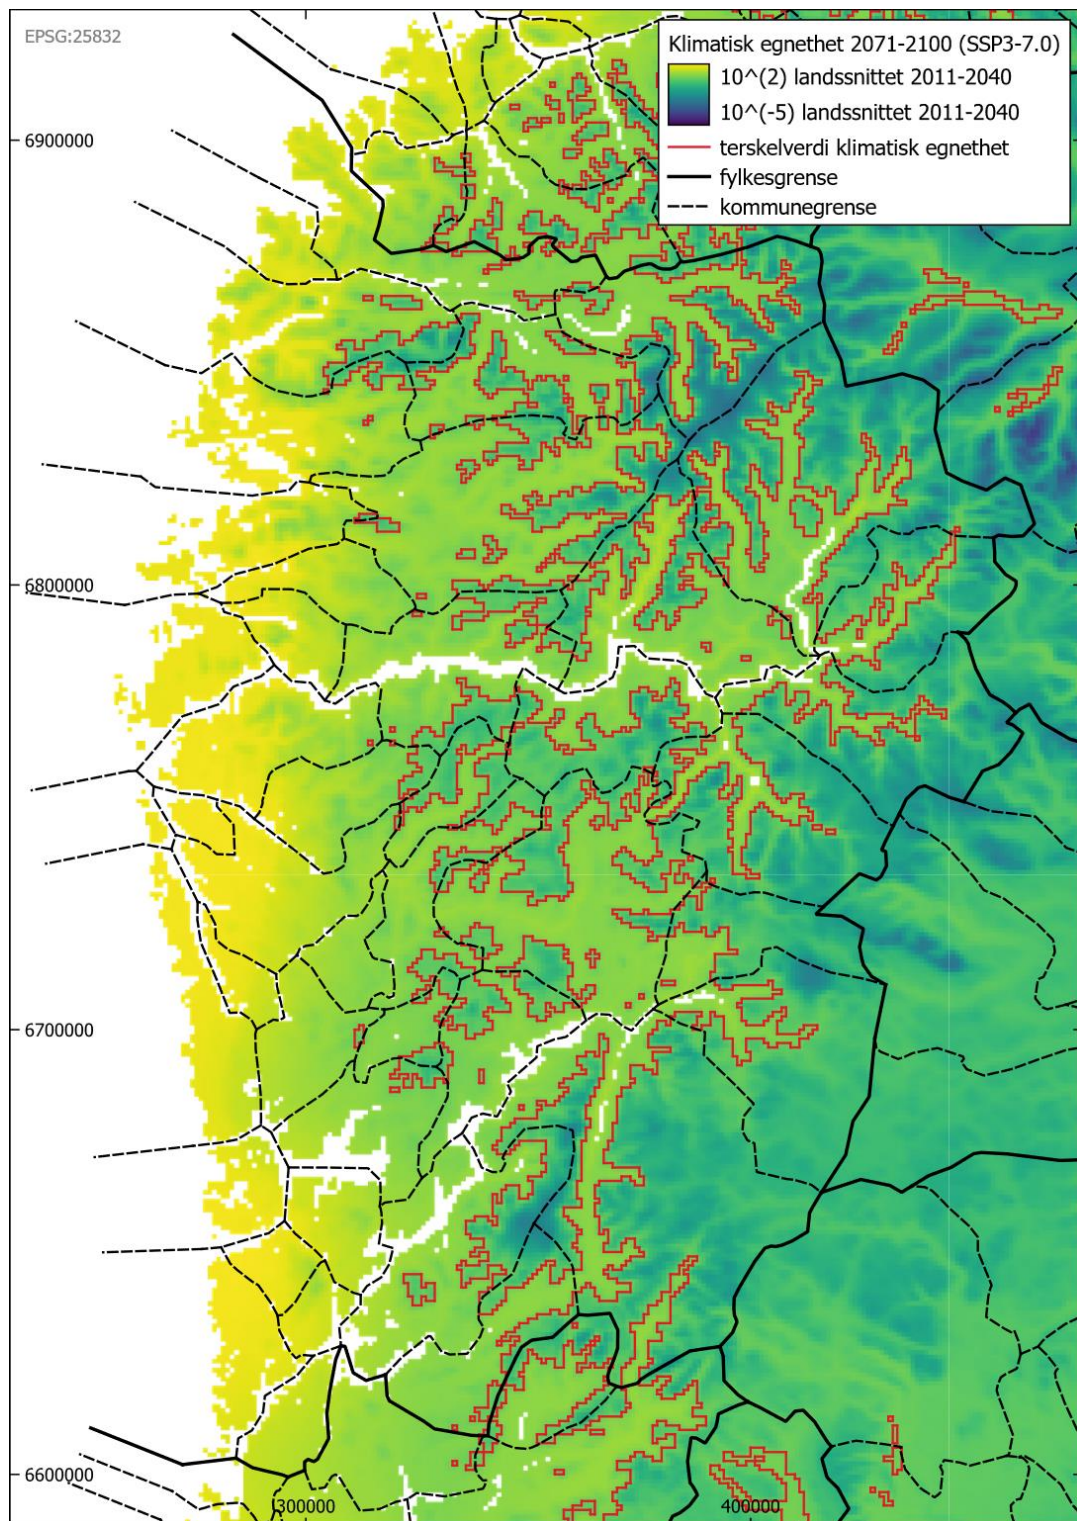 EPSG:25832
Klimatisk egnethet 2071-2100 (SSP3-7.0)
10^(2) landssnittet 2011-2040
10^(-5) landssnittet 2011-2040
terskelverdi klimatisk egnethet
fylkesgrense
kommunegrense
6900000
6800000
6700000
6600000
300000
400000